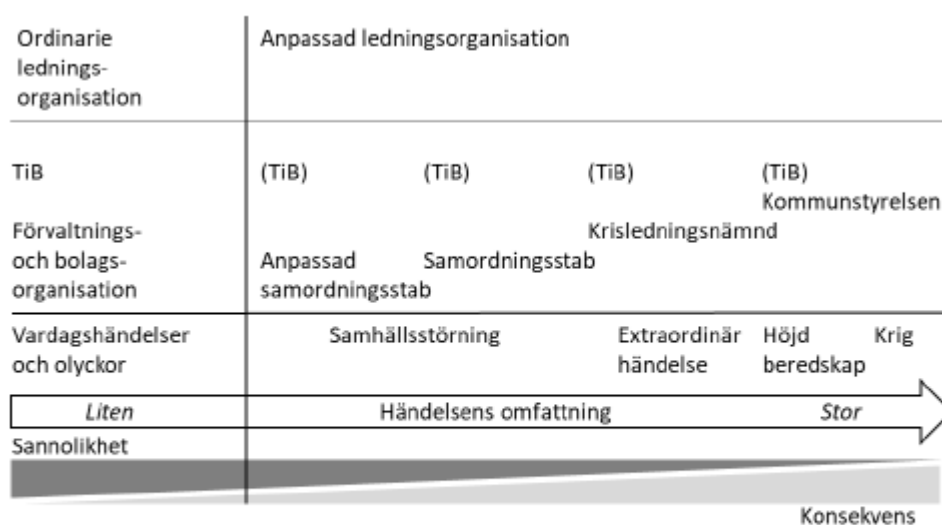 Ordinarie
lednings-
organisation
Anpassad ledningsorganisation
TiB
(TiB)
(TiB)
(TiB)
(TiB)
Kommunstyrelsen
Förvaltnings-
och bolags-
organisation
Krisledningsnämnd
Anpassad
samordningsstab
Samordningsstab
Vardagshändelser
och olyckor
Samhällsstörning
Extraordinär
händelse
Höjd
beredskap
Krig
Liten
Händelsens omfattning
Stor
Sannolikhet
Konsekvens